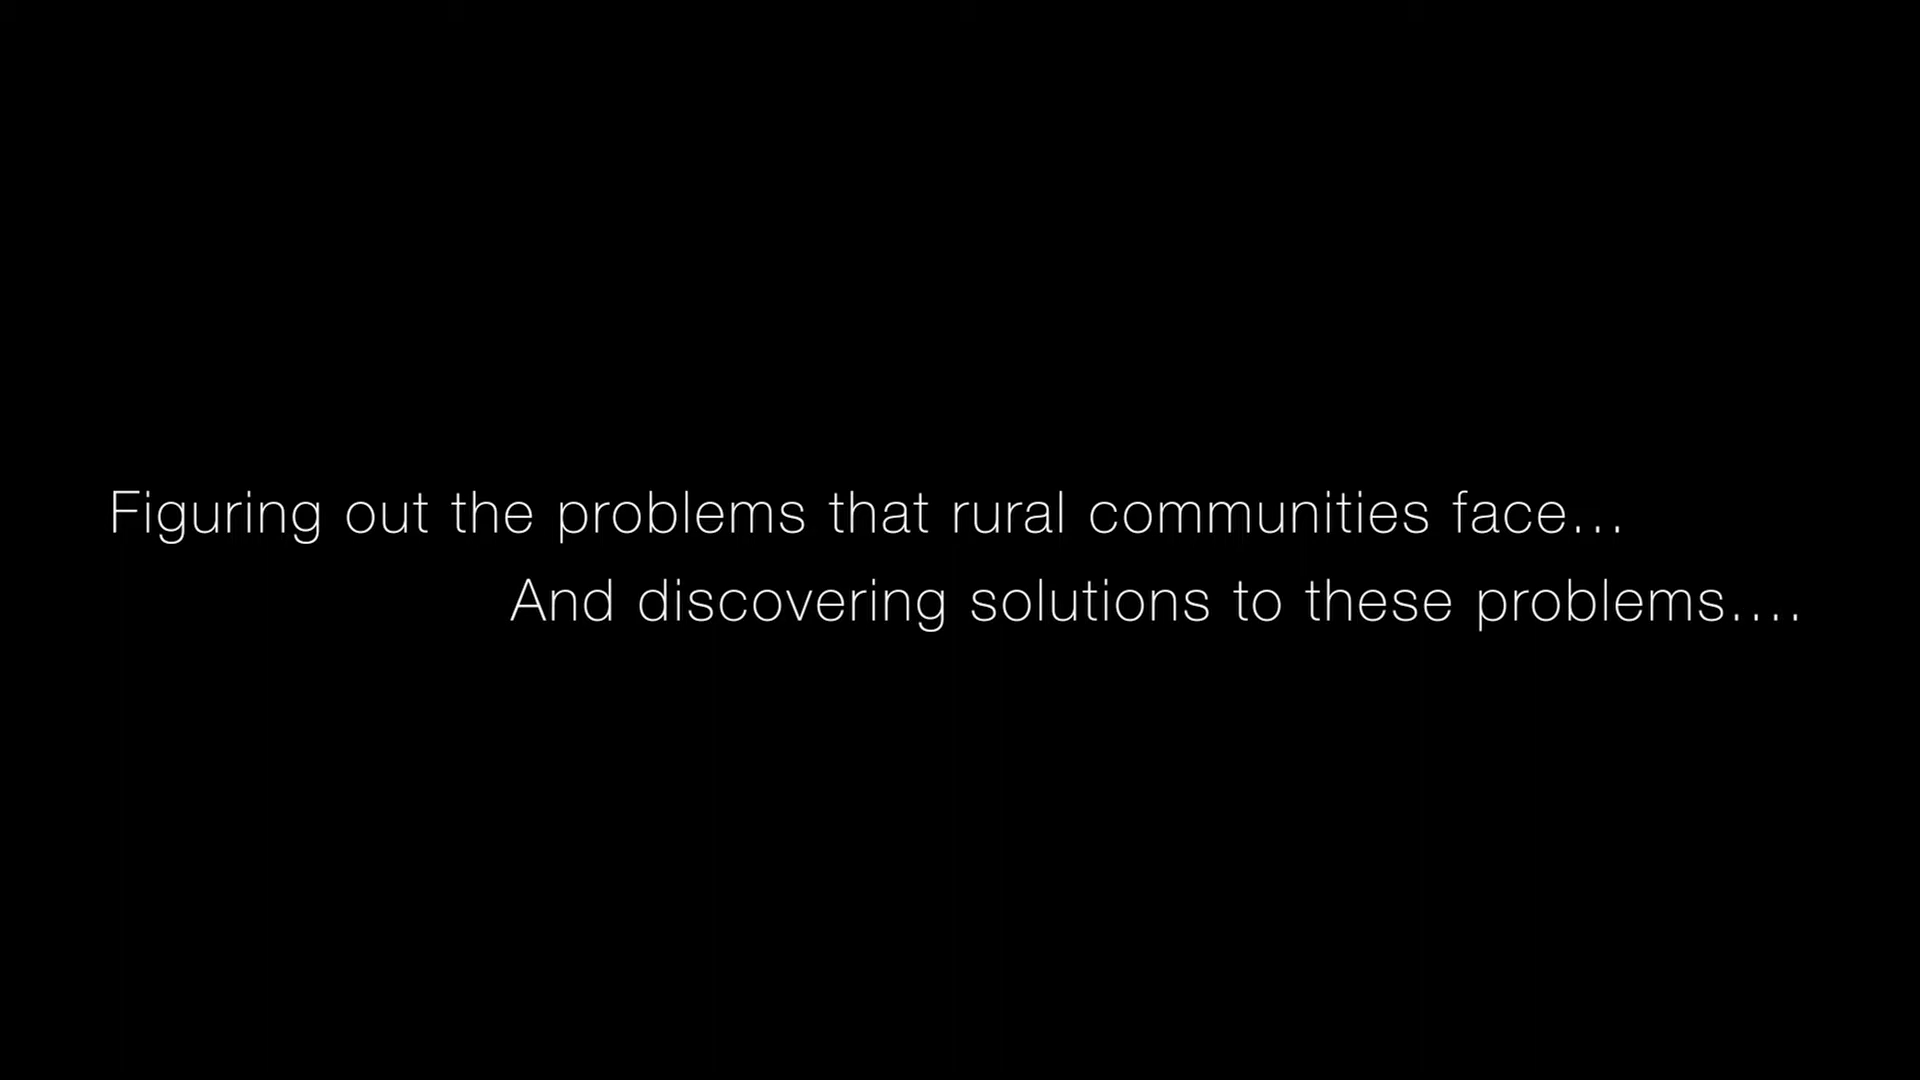 Figuring out the problems that rural communities face...
And discovering solutions to these problems....